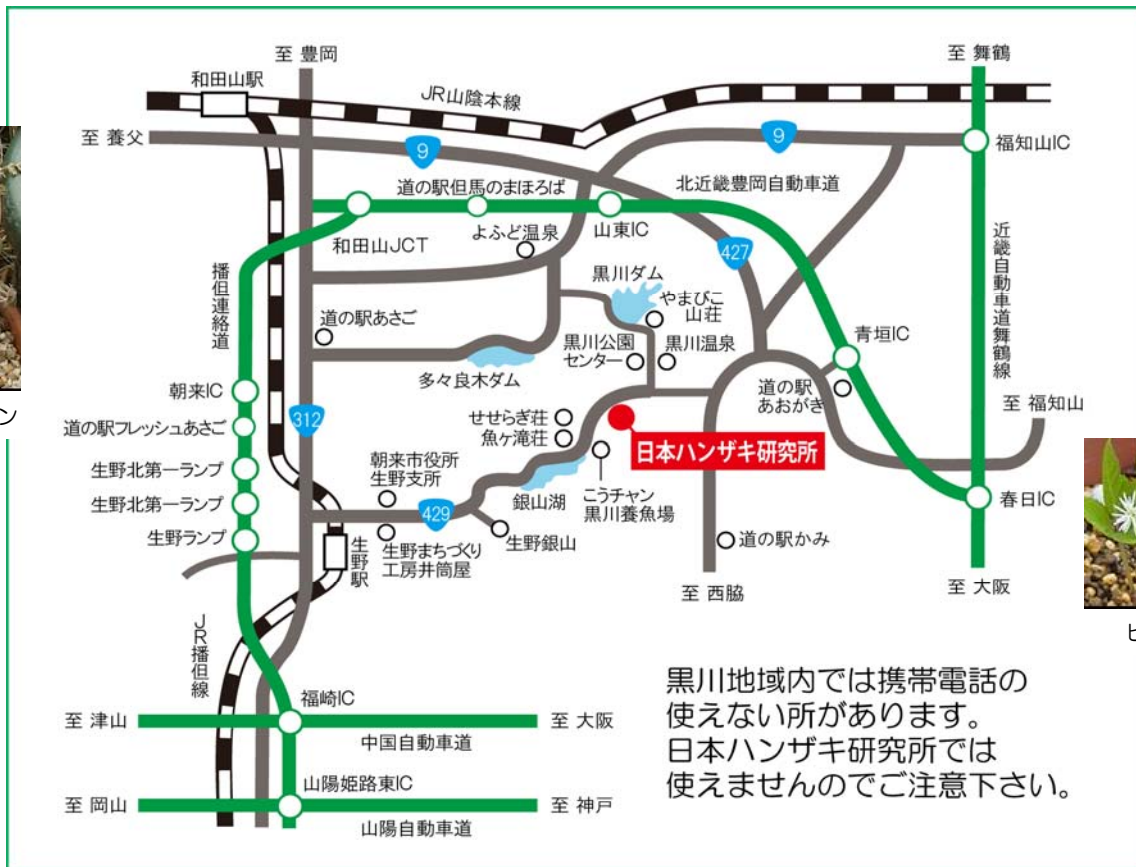 至 豊岡
至 舞鶴
和田山駅
JR山陰本線
至 養父
9
9
福知山IC
道の駅但馬のまほろば
北近畿豊岡自動車道
和田山JCT
よふど温泉
山東IC
427
近畿自動車道舞鶴線
播但連絡道
黒川ダム
やまびこ
山荘
道の駅あさご
黒川公園
センター
黒川温泉
青垣IC
多々良木ダム
道の駅
あおがき
至 福知山
朝来IC
ン
道の駅フレッシュあさご
312
せせらぎ荘
魚ヶ滝荘
日本ハンザキ研究所
生野北第一ランプ
朝来市役所
生野支所
銀山湖
こうチャン
黒川養魚場
春日IC
生野北第一ランプ
429
生野銀山
生野ランプ
生野駅
生野まちづくり
工房井筒屋
道の駅かみ
至 西脇
至 大阪
JR播但線
黒川地域内では携帯電話の
使えない所があります。
日本ハンザキ研究所では
使えませんのでご注意下さい。
福崎IC
至 津山
至 大阪
中国自動車道
山陽姫路東IC
至 岡山
至 神戸
山陽自動車道